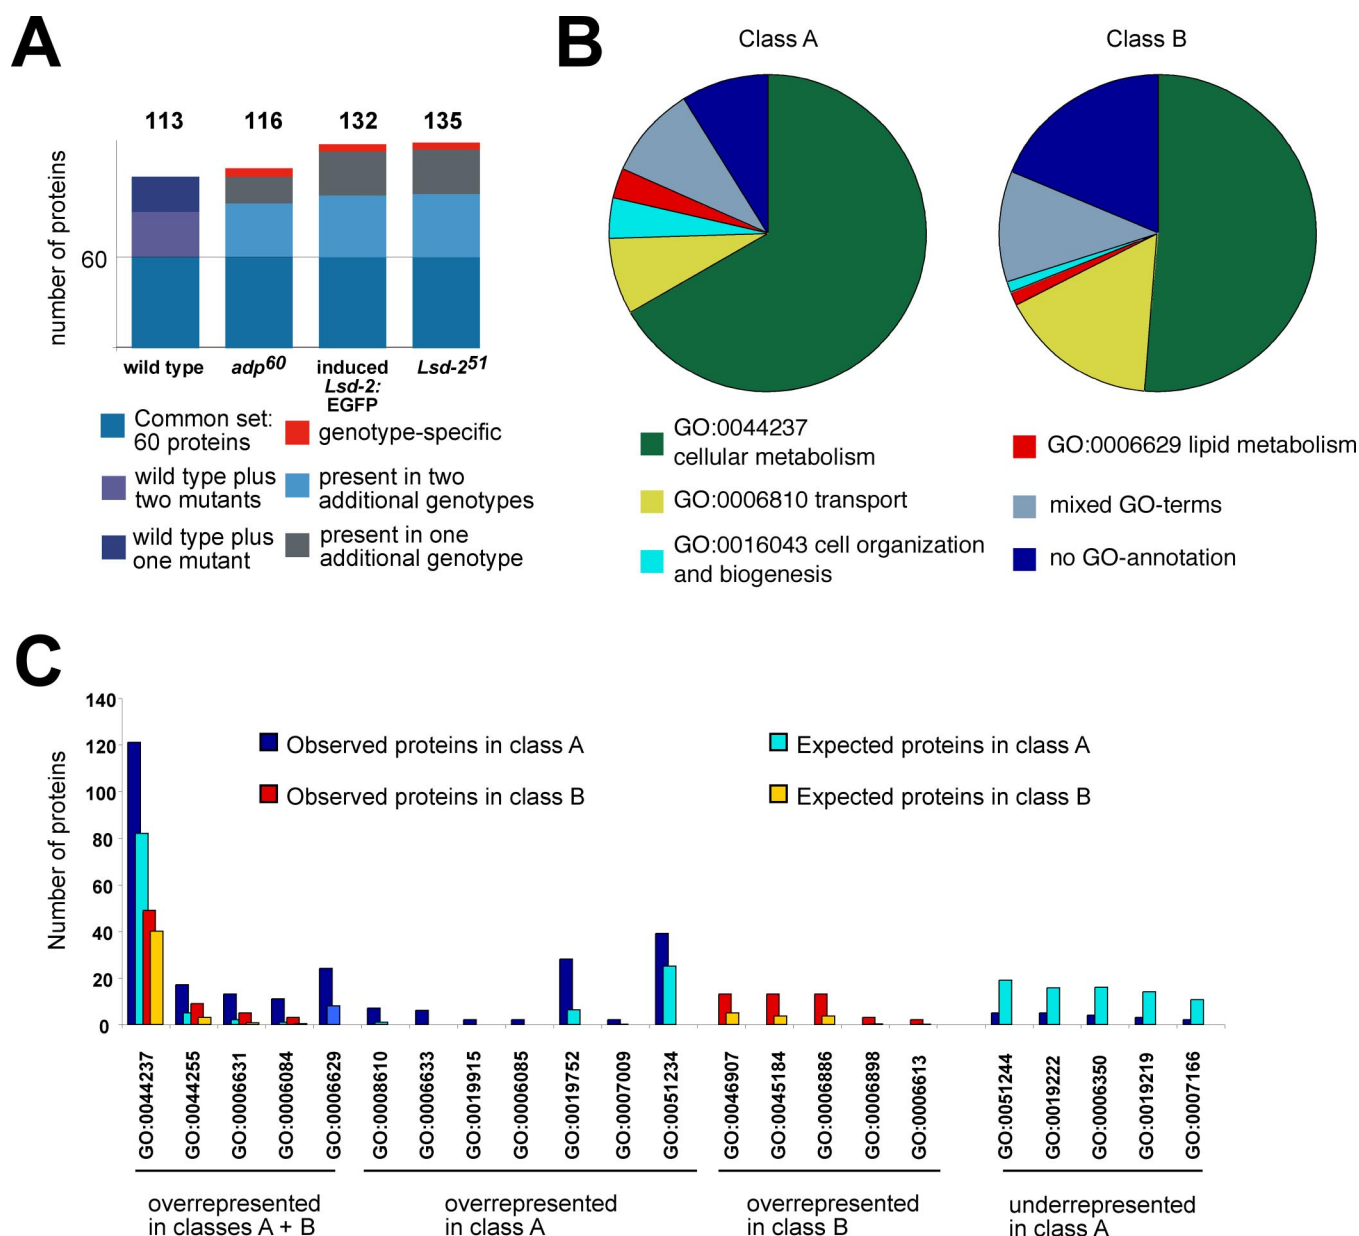 A
113
116
132
135
number of proteins
60
wild type
adp60
induced
Lsd-2:
EGFP
Lsd-251
Common set:
60 proteins
genotype-specific
wild type plus
two mutants
present in two
additional genotypes
wild type plus
one mutant
present in one
additional genotype
B
Class A
Class B
GO:0044237
cellular metabolism
GO:0006810 transport
GO:0016043 cell organization
and biogenesis
GO:0006629 lipid metabolism
mixed GO-terms
no GO-annotation
C
Number of proteins
140
120
100
80
60
40
20
0
Observed proteins in class A
Expected proteins in class A
Observed proteins in class B
Expected proteins in class B
GO:0044237
GO:0044255
GO:0006631
GO:0006084
GO:0006629
GO:0008610
GO:0006633
GO:0019915
GO:0006085
GO:0019752
GO:0007009
GO:0051234
GO:0046907
GO:0045184
GO:0006886
GO:0006898
GO:0006613
GO:0051244
GO:0019222
GO:0006350
GO:0019219
GO:0007166
overrepresented
in classes A + B
overrepresented
in class A
overrepresented
in class B
underrepresented
in class A